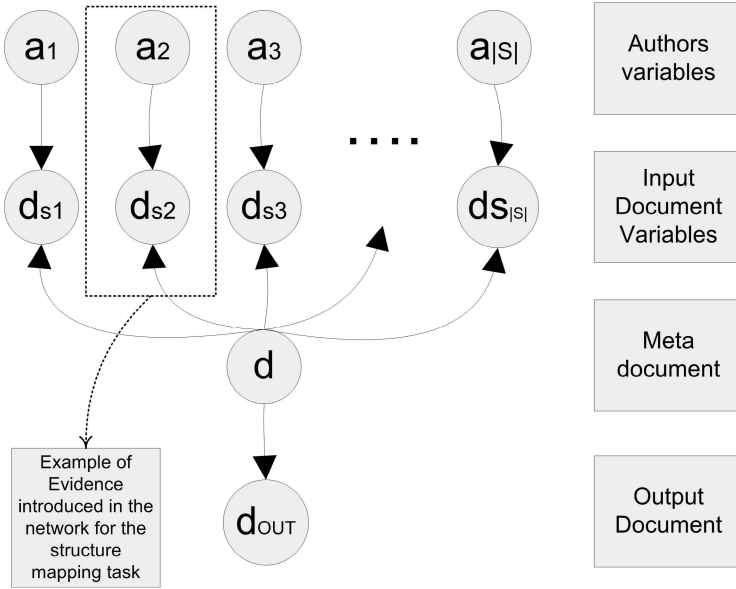 a1 a2 a3 a|S|
Authors
variables
. . . .
ds1 ds2 ds3 ds|S|
Input
Document
Variables
d
Meta
document
Example of
Evidence
introduced in the
network for the
structure
mapping task
dOUT
Output
Document